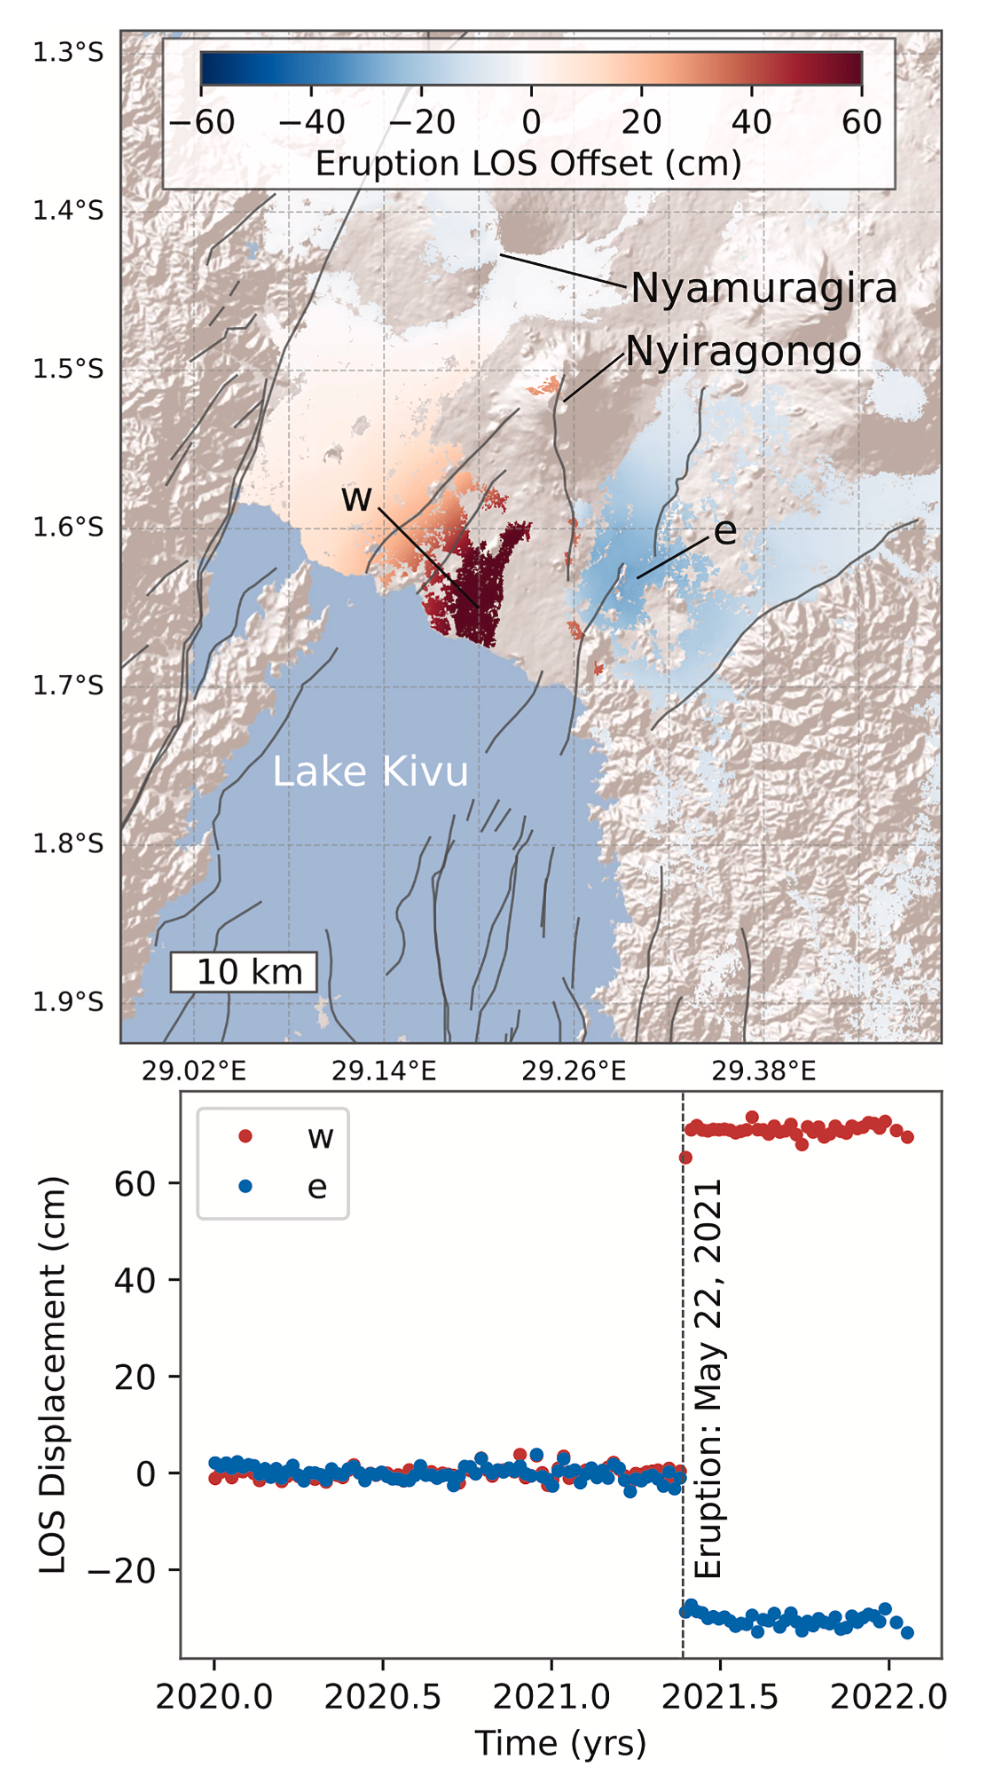 1.3°S
−60 −40 −20 0 20 40 60
Eruption LOS Offset (cm)
1.4°S
Nyamuragira
Nyiragongo
1.5°S
w
e
1.6°S
1.7°S
Lake Kivu
1.8°S
10 km
1.9°S
29.02°E 29.14°E 29.26°E 29.38°E
w
e
Eruption: May 22, 2021
LOS Displacement (cm)
60
40
20
0
−20
2020.0 2020.5 2021.0 2021.5 2022.0
Time (yrs)